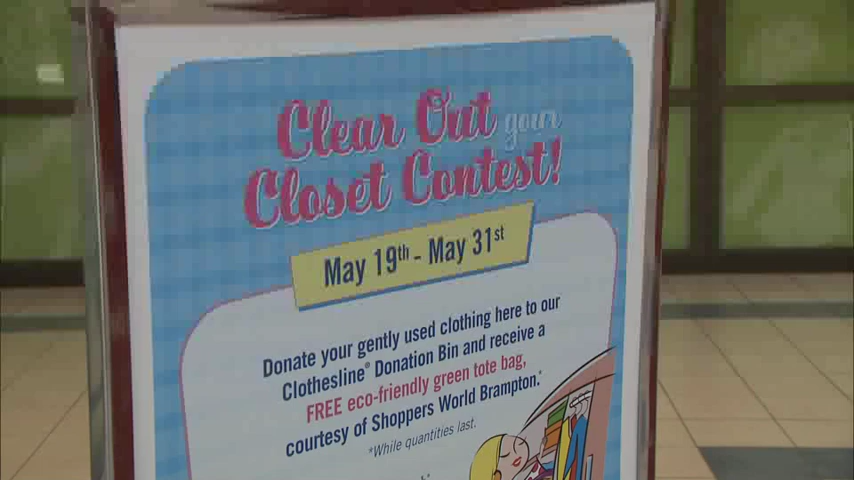 Clear Out your
Closet Contest!
May 19th - May 31st
Donate your gently used clothing here to our
Clothesline® Donation Bin and receive a
FREE eco-friendly green tote bag,
courtesy of Shoppers World Brampton.*
*While quantities last.